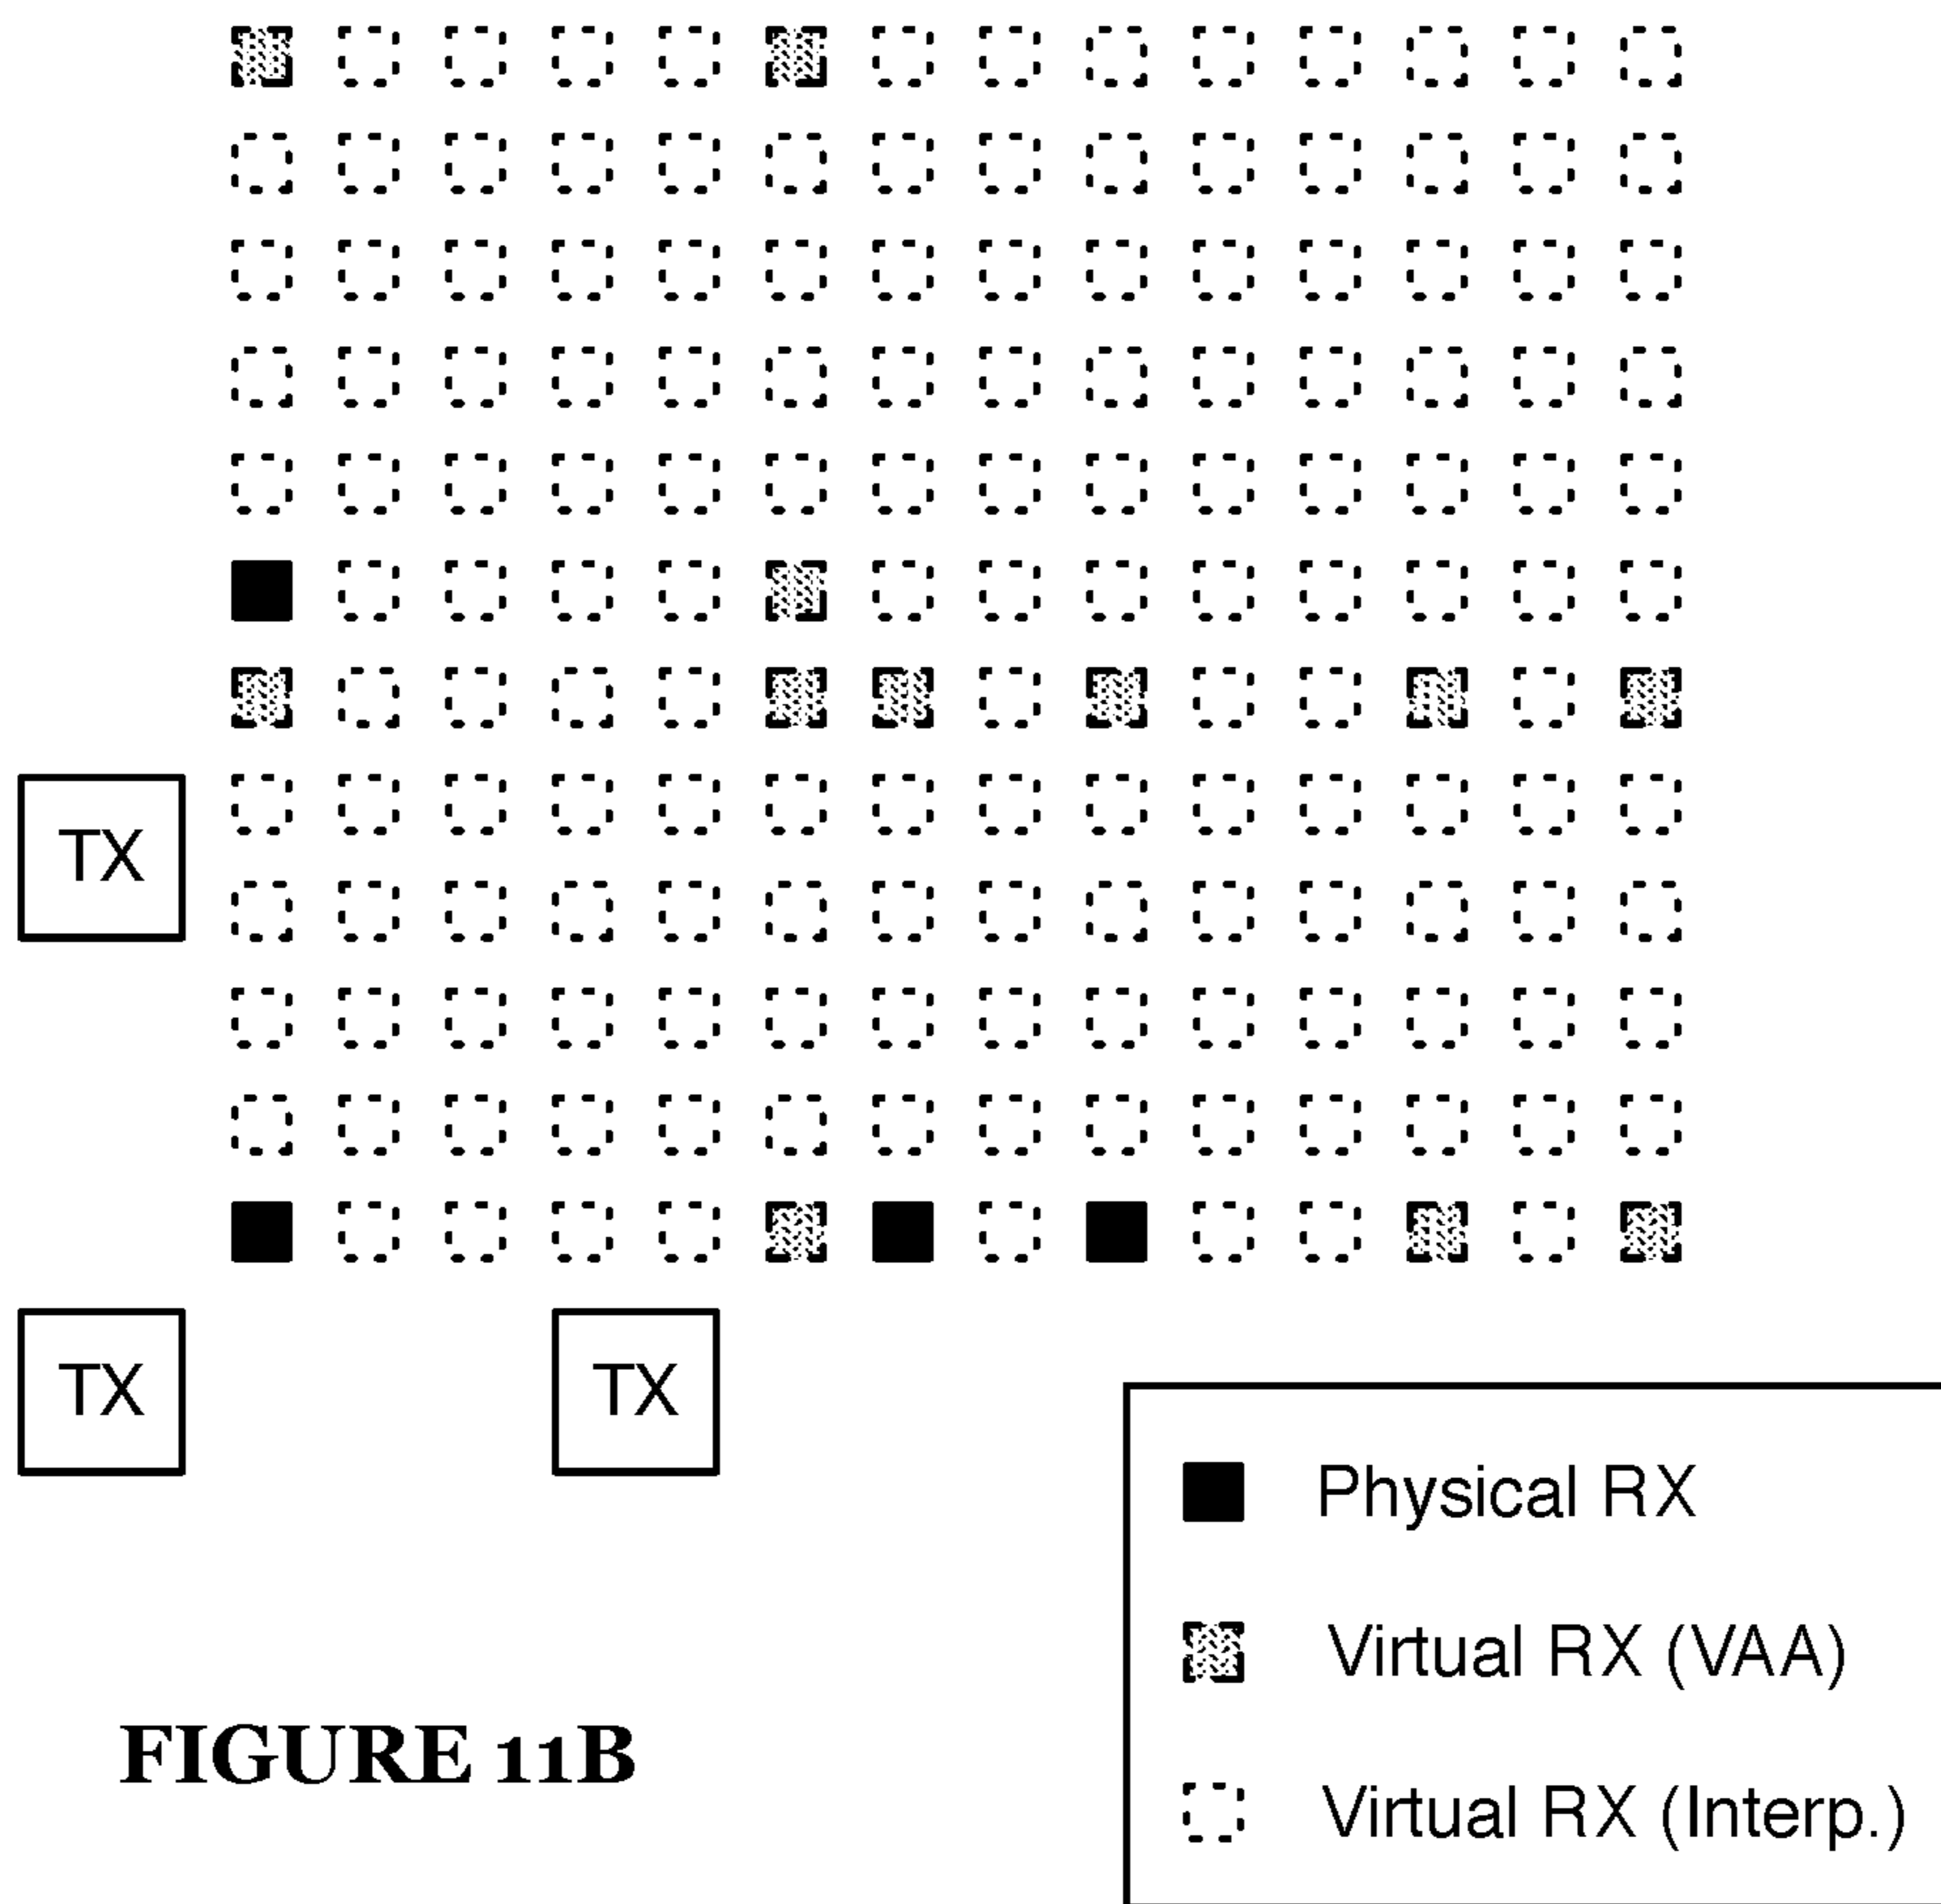 TX
TX
TX
Physical RX
Virtual RX (VAA)
Virtual RX (Interp.)
FIGURE 11B